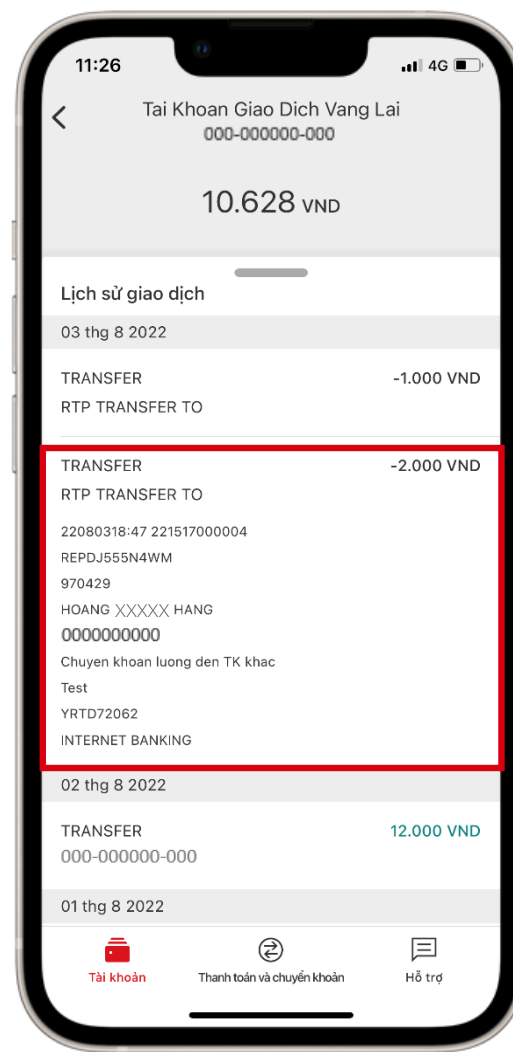 11:26
4G
Tai Khoan Giao Dich Vang Lai
000-000000-000
10.628 VND
Lịch sử giao dịch
03 thg 8 2022
TRANSFER -1.000 VND
RTP TRANSFER TO
TRANSFER -2.000 VND
RTP TRANSFER TO
22080318:47 221517000004
REPDJ555N4WM
970429
HOANG XXXXX HANG
0000000000
Chuyen khoan luong den TK khac
Test
YRTD72062
INTERNET BANKING
02 thg 8 2022
TRANSFER 12.000 VND
000-000000-000
01 thg 8 2022
Tài khoản Thanh toán và chuyển khoản Hỗ trợ